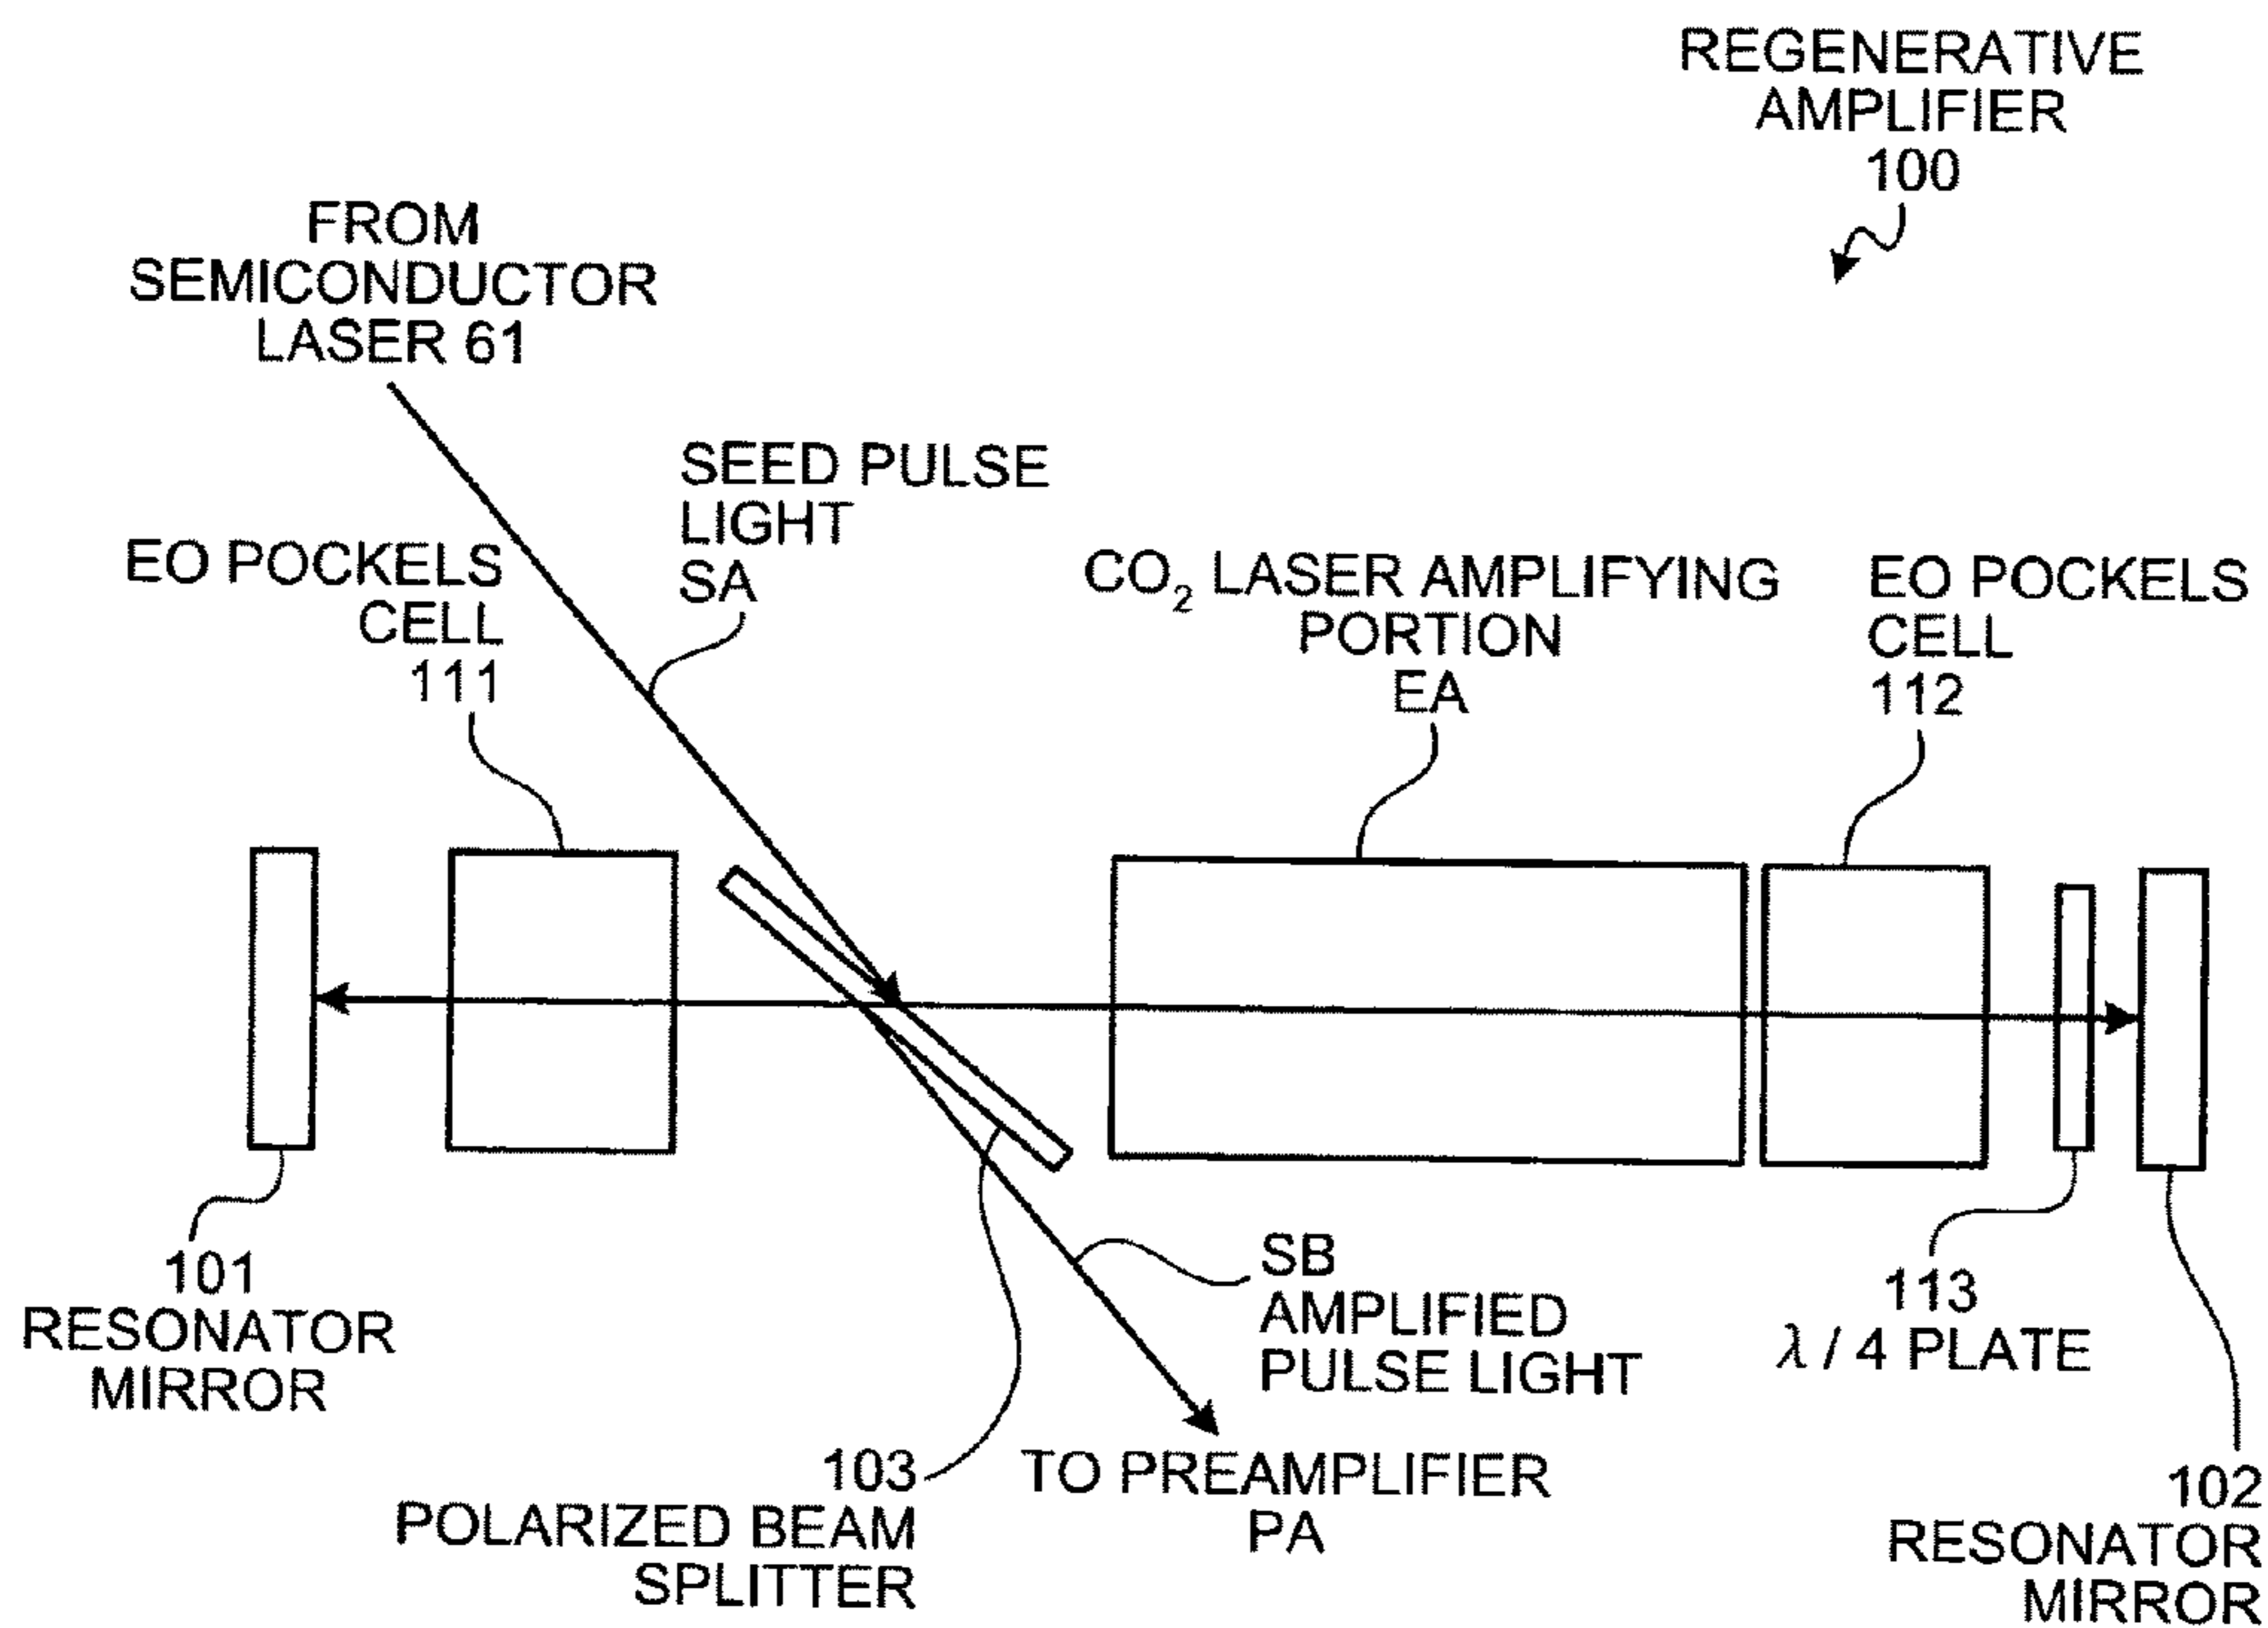 REGENERATIVE
AMPLIFIER
100
FROM
SEMICONDUCTOR
LASER 61
SEED PULSE
LIGHT
SA
EO POCKELS
CELL
111
CO₂ LASER AMPLIFYING
PORTION
EA
EO POCKELS
CELL
112
101
RESONATOR
MIRROR
SB
AMPLIFIED
PULSE LIGHT
113
λ / 4 PLATE
103
POLARIZED BEAM
SPLITTER
TO PREAMPLIFIER
PA
102
RESONATOR
MIRROR